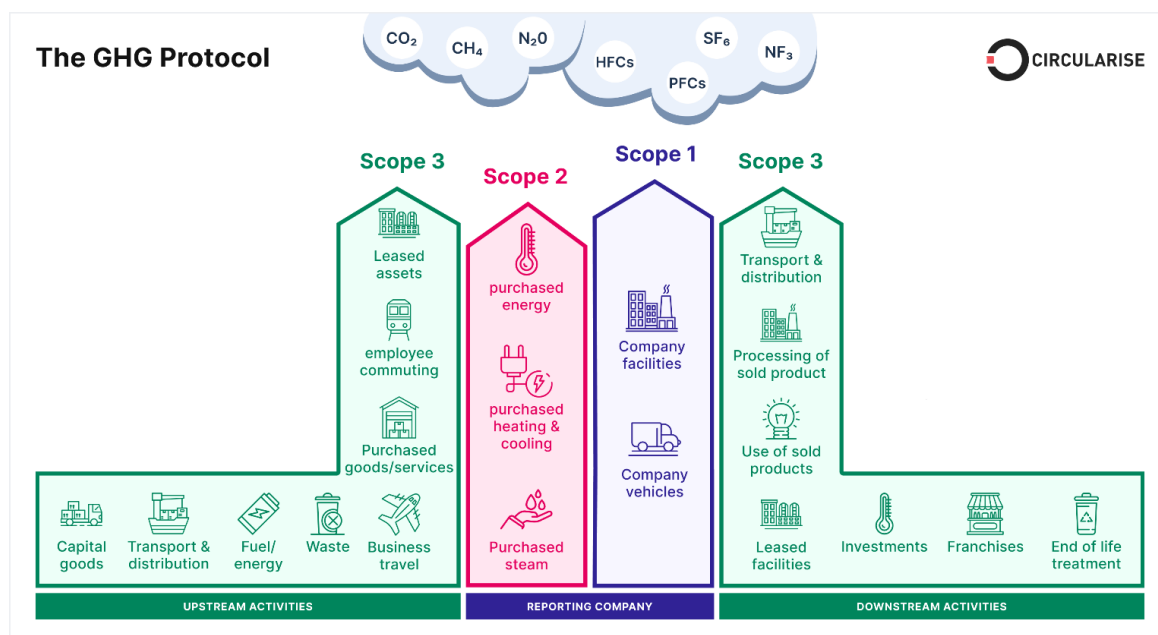 The GHG Protocol
CO₂
CH₄
N₂0
HFCs
SF₆
PFCs
NF₃
CIRCULARISE
Scope 3
Leased
assets
employee
commuting
Purchased
goods/services
Capital
goods
Transport &
distribution
Fuel/
energy
Waste
Business
travel
UPSTREAM ACTIVITIES
Scope 2
purchased
energy
purchased
heating &
cooling
Purchased
steam
Scope 1
Company
facilities
Company
vehicles
REPORTING COMPANY
Scope 3
Transport &
distribution
Processing of
sold product
Use of sold
products
Leased
facilities
Investments
Franchises
End of life
treatment
DOWNSTREAM ACTIVITIES